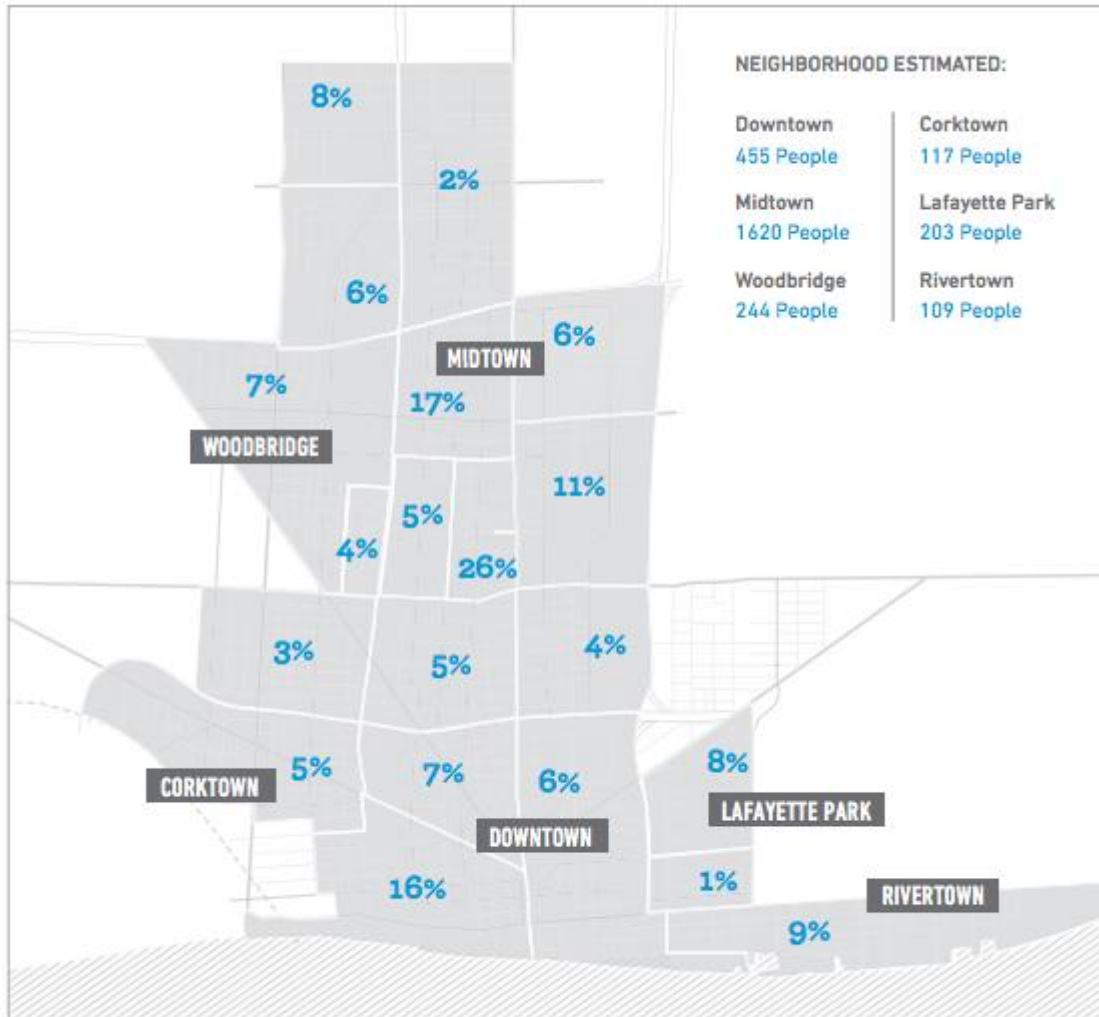 NEIGHBORHOOD ESTIMATED:
Downtown
455 People
Corktown
117 People
Midtown
1620 People
Lafayette Park
203 People
Woodbridge
244 People
Rivertown
109 People
8%
2%
6%
6%
MIDTOWN
7%
17%
WOODBRIDGE
11%
5%
4%
26%
3%
5%
4%
5%
7%
6%
8%
CORKTOWN
LAFAYETTE PARK
DOWNTOWN
16%
1%
RIVERTOWN
9%